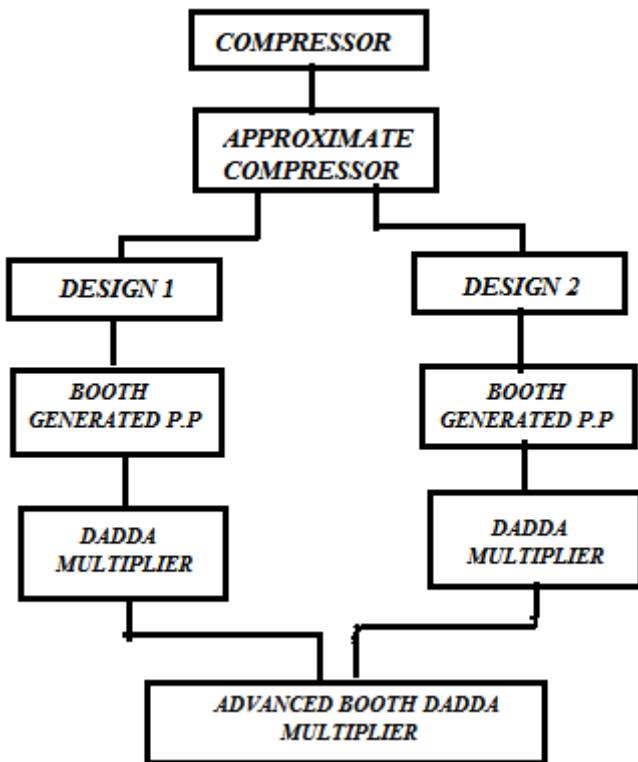 COMPRESSOR
APPROXIMATE
COMPRESSOR
DESIGN 1
DESIGN 2
BOOTH
GENERATED P.P
BOOTH
GENERATED P.P
DADDA
MULTIPLIER
DADDA
MULTIPLIER
ADVANCED BOOTH DADDA
MULTIPLIER